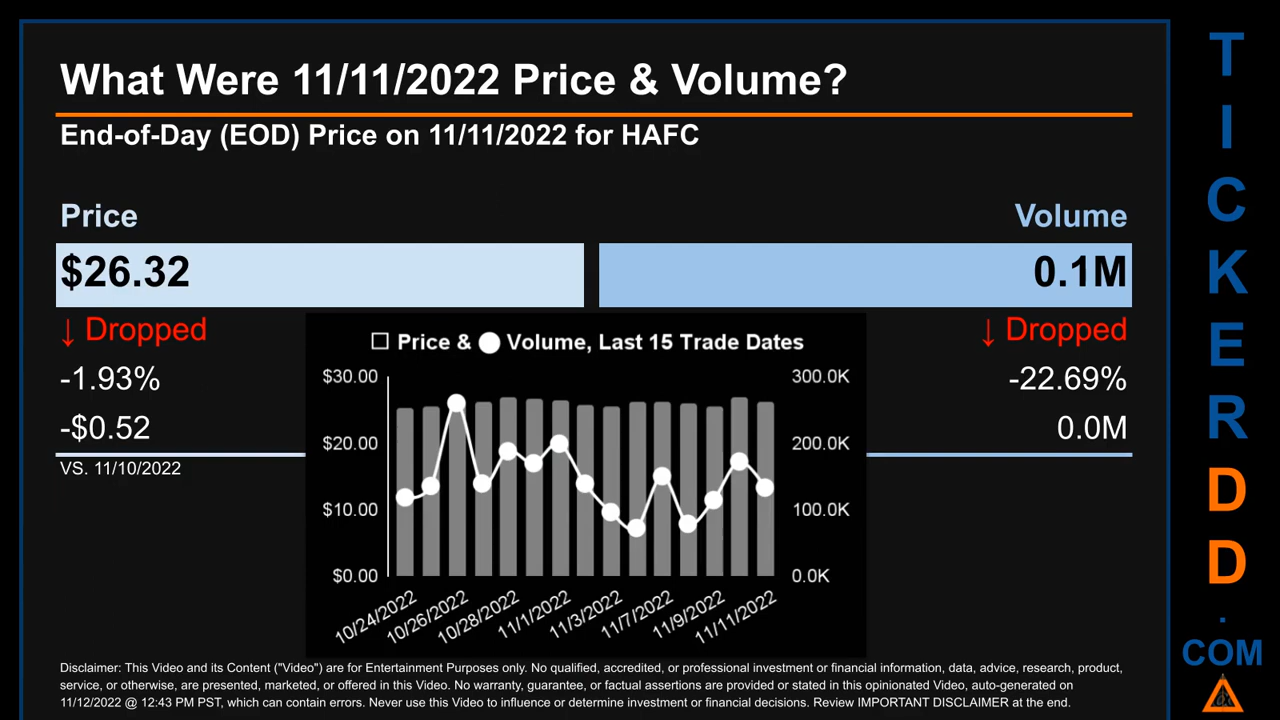 What Were 11/11/2022 Price & Volume?
End-of-Day (EOD) Price on 11/11/2022 for HAFC
Price
Volume
$26.32
0.1M
↓ Dropped
↓ Dropped
-1.93%
-22.69%
-$0.52
0.0M
VS. 11/10/2022
Price & Volume, Last 15 Trade Dates
$30.00
300.0K
$20.00
200.0K
$10.00
100.0K
$0.00
0.0K
10/24/2022
10/26/2022
10/28/2022
11/1/2022
11/3/2022
11/7/2022
11/9/2022
11/11/2022
Disclaimer: This Video and its Content ("Video") are for Entertainment Purposes only. No qualified, accredited, or professional investment or financial information, data, advice, research, product,
service, or otherwise, are presented, marketed, or offered in this Video. No warranty, guarantee, or factual assertions are provided or stated in this opinionated Video, auto-generated on
11/12/2022 @ 12:43 PM PST, which can contain errors. Never use this Video to influence or determine investment or financial decisions. Review IMPORTANT DISCLAIMER at the end.
T
I
C
K
E
R
D
D
.
COM